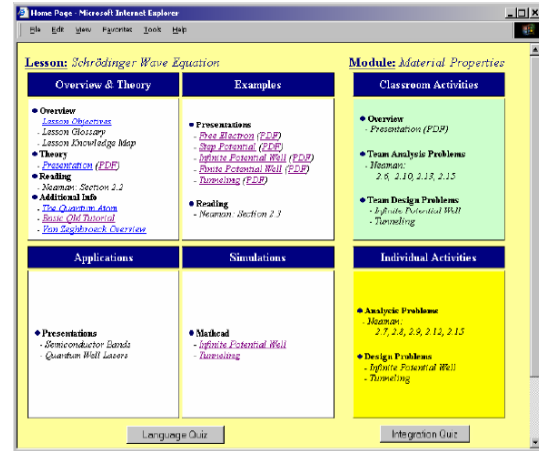 Home Page - Microsoft Internet Explorer
File Edit View Favorites Tools Help
Lesson: Schrödinger Wave Equation
Module: Material Properties
Overview & Theory
Overview
- Lesson Objectives
- Lesson Glossary
- Lesson Knowledge Map
Theory
- Presentation (PDF)
Reading
- Neaman: Section 2.2
Additional Info
- The Quantum Atom
- Basic QM Tutorial
- Van Zeghbroeck Overview
Examples
Presentations
- Free Electron (PDF)
- Step Potential (PDF)
- Infinite Potential Well (PDF)
- Finite Potential Well (PDF)
- Tunneling (PDF)
Reading
- Neaman: Section 2.3
Classroom Activities
Overview
- Presentation (PDF)
Team Analysis Problems
- Neaman:
2.6, 2.10, 2.13, 2.15
Team Design Problems
- Infinite Potential Well
- Tunneling
Applications
Presentations
- Semiconductor Bands
- Quantum Well Lasers
Simulations
Mathcad
- Infinite Potential Well
- Tunneling
Individual Activities
Analysis Problems
- Neaman:
2.7, 2.8, 2.9, 2.12, 2.15
Design Problems
- Infinite Potential Well
- Tunneling
Language Quiz
Integration Quiz